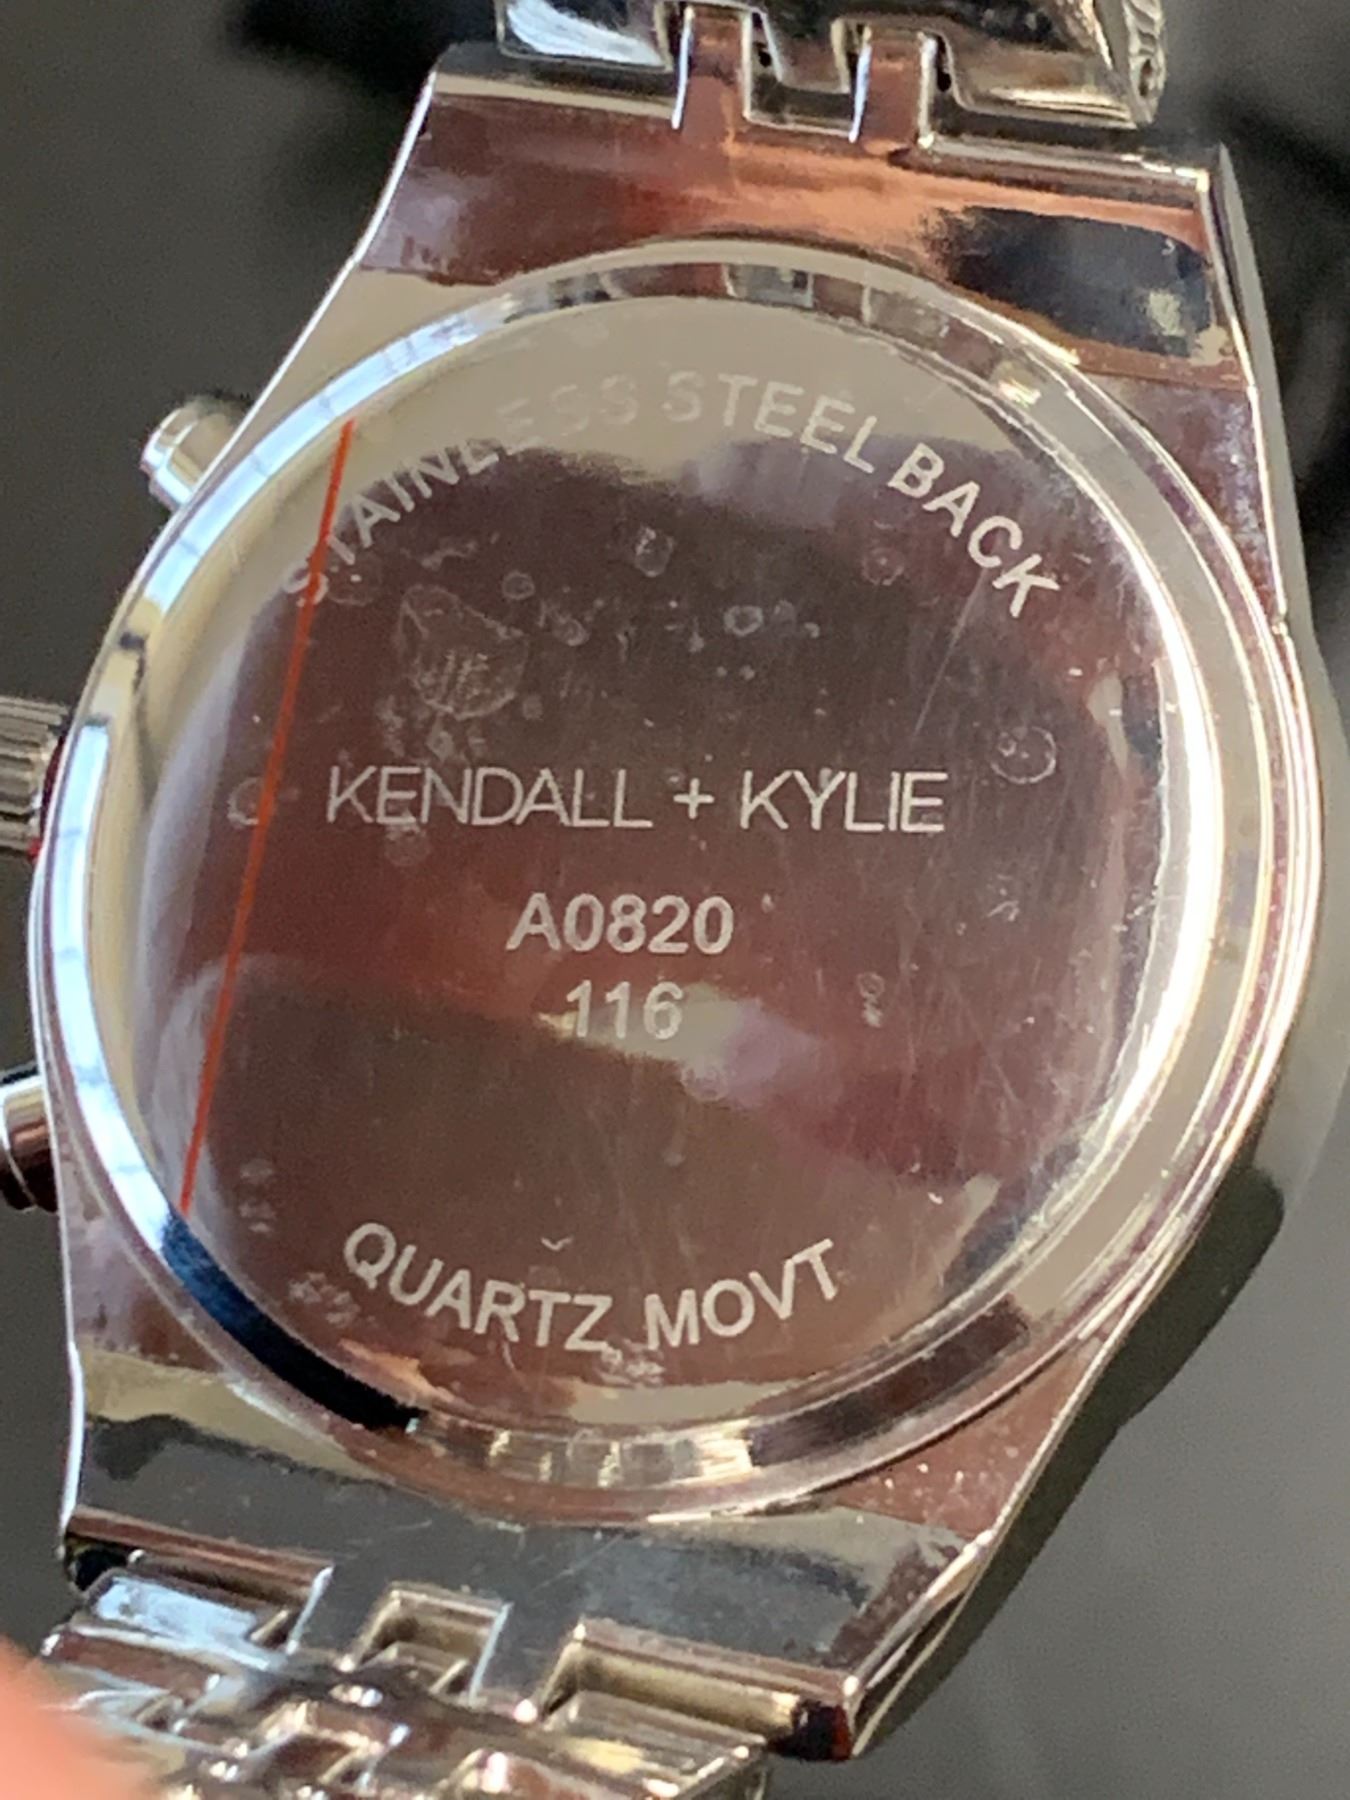 STAINLESS STEEL BACK
KENDALL + KYLIE
A0820
116
QUARTZ MOVT